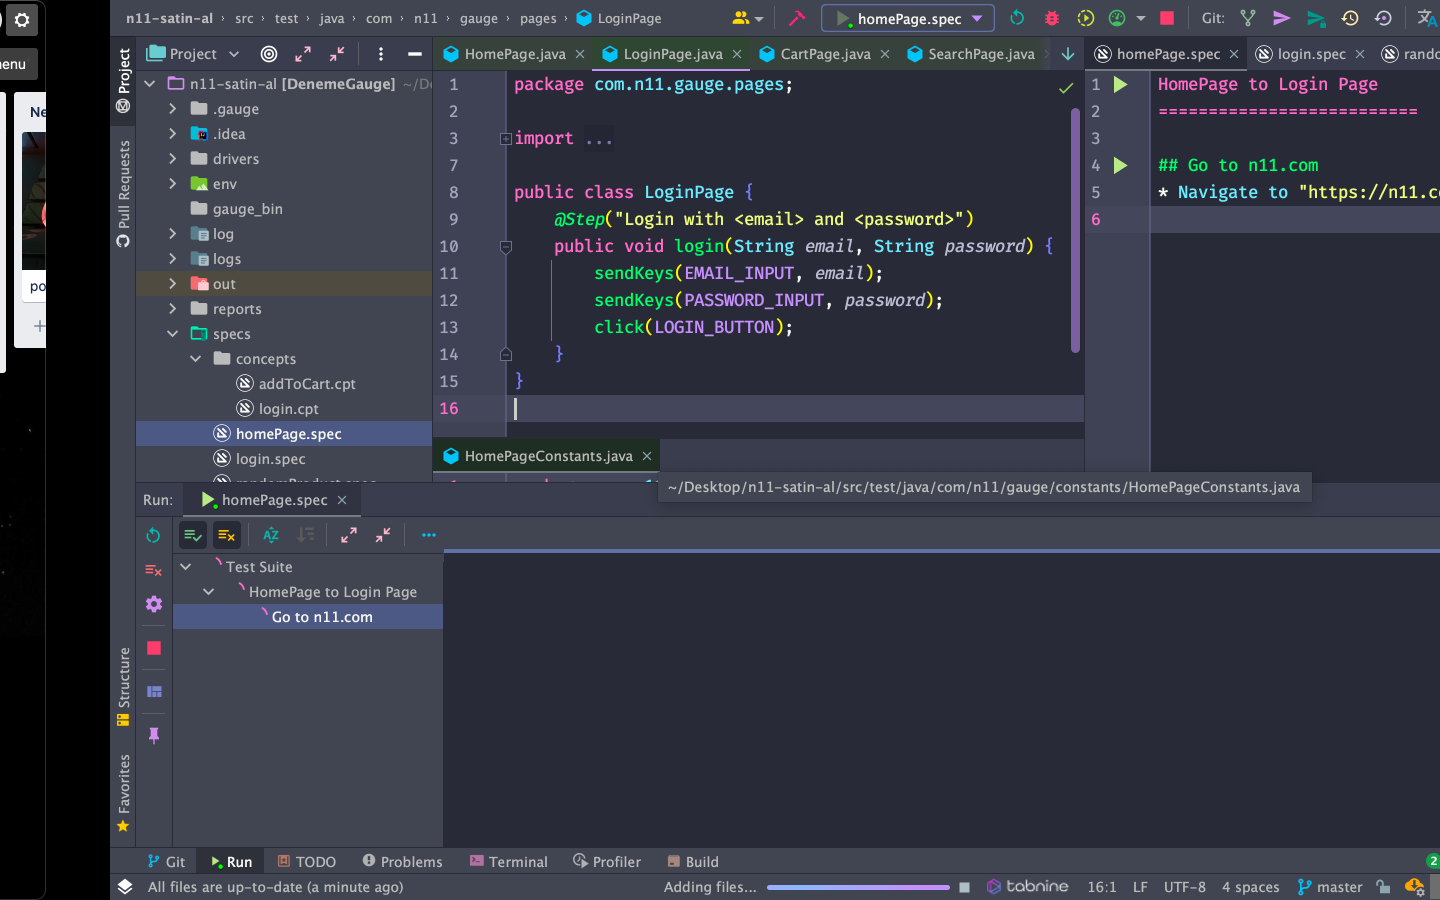 n11-satin-al › src › test › java › com › n11 › gauge › pages › LoginPage
homePage.spec
Git:
menu
Ne
po
+
Project
Pull Requests
Structure
Favorites
Project
n11-satin-al [DenemeGauge] ~/De
.gauge
.idea
drivers
env
gauge_bin
log
logs
out
reports
specs
concepts
addToCart.cpt
login.cpt
homePage.spec
login.spec
randomProduct.spec
HomePage.java
LoginPage.java
CartPage.java
SearchPage.java
1 package com.n11.gauge.pages;
2
3 import ...
7
8 public class LoginPage {
9 @Step("Login with <email> and <password>")
10 public void login(String email, String password) {
11 sendKeys(EMAIL_INPUT, email);
12 sendKeys(PASSWORD_INPUT, password);
13 click(LOGIN_BUTTON);
14 }
15 }
16
homePage.spec
login.spec
rando
1 HomePage to Login Page
2 ==========================
3
4 ## Go to n11.com
5 * Navigate to "https://n11.co
6
HomePageConstants.java
~/Desktop/n11-satin-al/src/test/java/com/n11/gauge/constants/HomePageConstants.java
Run: homePage.spec
Test Suite
HomePage to Login Page
Go to n11.com
Git Run TODO Problems Terminal Profiler Build 2
All files are up-to-date (a minute ago) Adding files... tabnine 16:1 LF UTF-8 4 spaces master